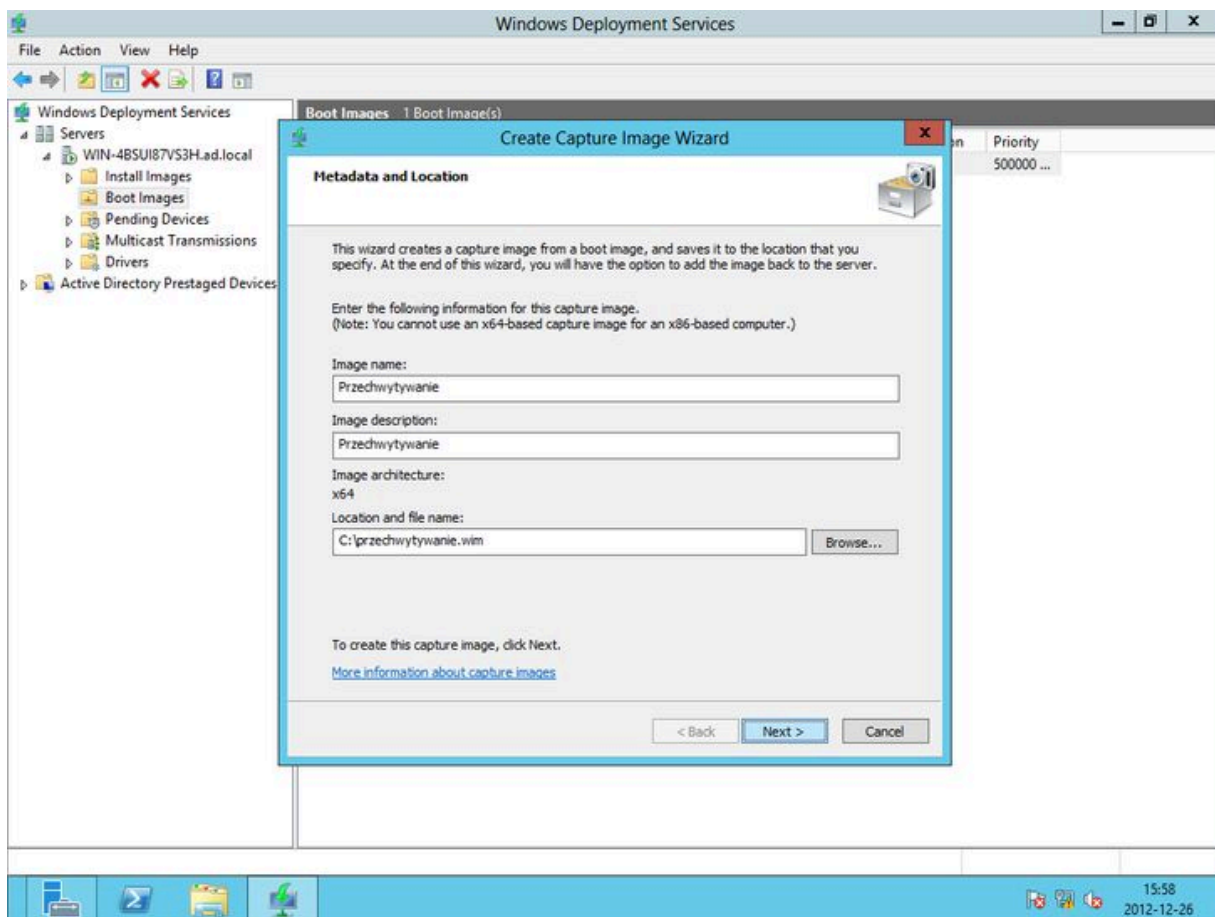 Windows Deployment Services
File Action View Help
Windows Deployment Services
Servers
WIN-4BSUI87VS3H.ad.local
Install Images
Boot Images
Pending Devices
Multicast Transmissions
Drivers
Active Directory Prestaged Devices
Boot Images 1 Boot Image(s)
Priority
500000 ...
Create Capture Image Wizard
Metadata and Location
This wizard creates a capture image from a boot image, and saves it to the location that you
specify. At the end of this wizard, you will have the option to add the image back to the server.
Enter the following information for this capture image.
(Note: You cannot use an x64-based capture image for an x86-based computer.)
Image name:
Przechwytywanie
Image description:
Przechwytywanie
Image architecture:
x64
Location and file name:
C:\przechwytywanie.wim
Browse...
To create this capture image, click Next.
More information about capture images
< Back Next > Cancel
15:58
2012-12-26